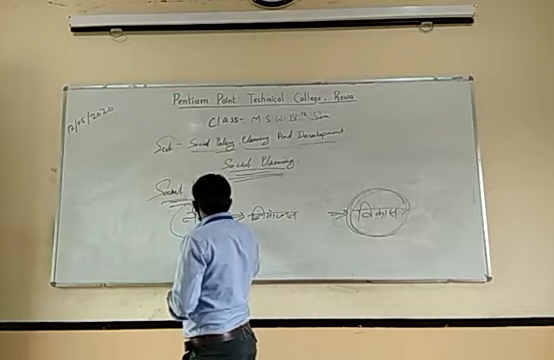 Pentium Point Technical College, Rewa
12/05/2020
Class- M.S.W. IVth Sem
Sub - Social Policy, Planning And Development
Social Planning
Social
→ नियोजन → विकास